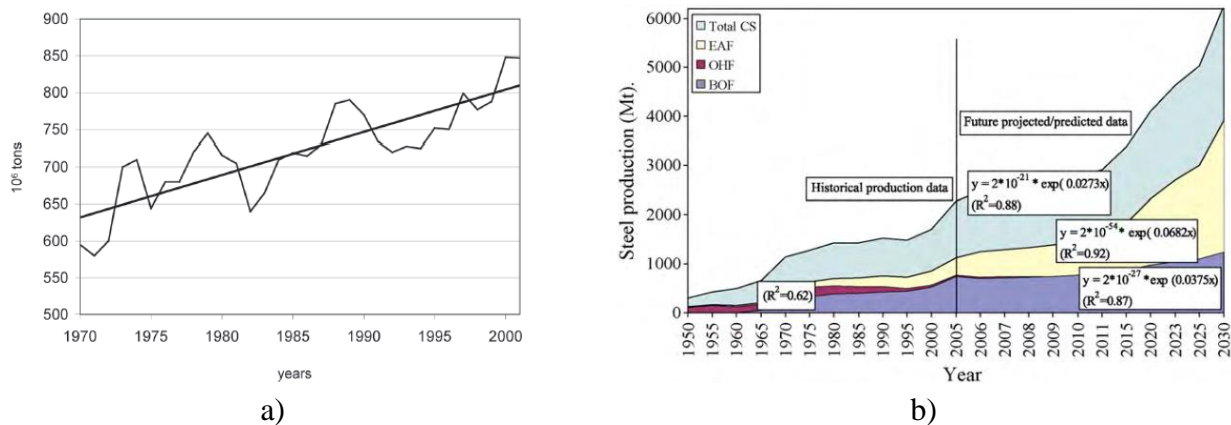 900
850
800
750
700
650
600
550
500
10⁶ tons
1970
1975
1980
1985
1990
1995
2000
years
a)
6000
5000
4000
3000
2000
1000
0
Steel production (Mt).
Total CS
EAF
OHF
BOF
Future projected/predicted data
Historical production data
y = 2*10⁻²¹ * exp( 0.0273x)
(R²=0.88)
y = 2*10⁻⁵⁴* exp( 0.0682x)
(R²=0.92)
(R²=0.62)
y = 2*10⁻²⁷* exp (0.0375x)
(R²=0.87)
1950
1955
1960
1965
1970
1975
1980
1985
1990
1995
2000
2005
2006
2007
2008
2009
2010
2011
2015
2020
2023
2025
2030
Year
b)